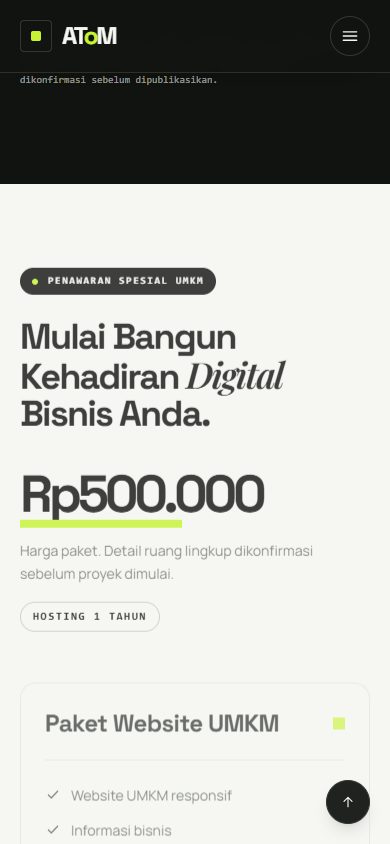 AToM
dikonfirmasi sebelum dipublikasikan.
PENAWARAN SPESIAL UMKM
Mulai Bangun
Kehadiran Digital
Bisnis Anda.
Rp500.000
Harga paket. Detail ruang lingkup dikonfirmasi
sebelum proyek dimulai.
HOSTING 1 TAHUN
Paket Website UMKM
Website UMKM responsif
Informasi bisnis